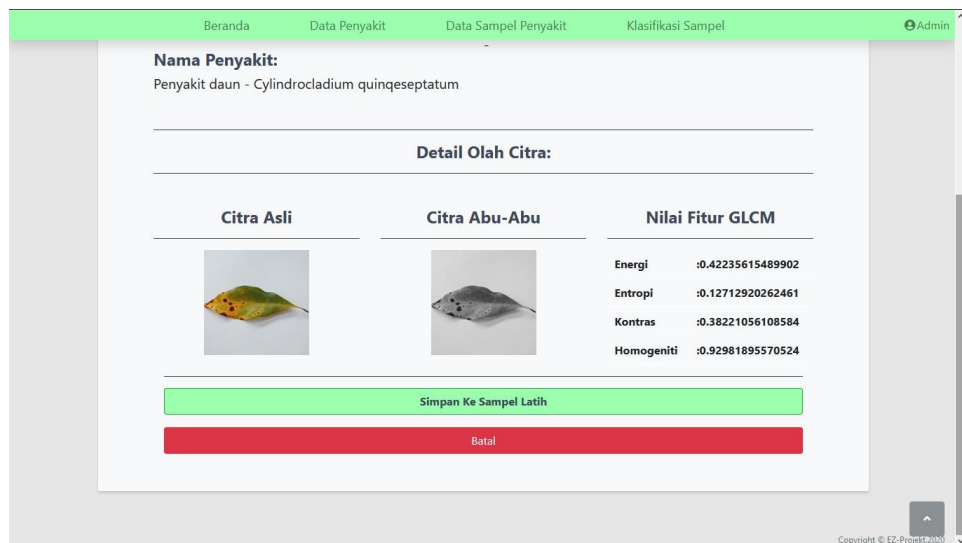 Beranda Data Penyakit Data Sampel Penyakit Klasifikasi Sampel Admin
Nama Penyakit:
Penyakit daun - Cylindrocladium quinqeseptatum
Detail Olah Citra:
Citra Asli Citra Abu-Abu Nilai Fitur GLCM
Energi :0.42235615489902
Entropi :0.12712920262461
Kontras :0.38221056108584
Homogeniti :0.92981895570524
Simpan Ke Sampel Latih
Batal
Copyright © EZ-Projekt 2020